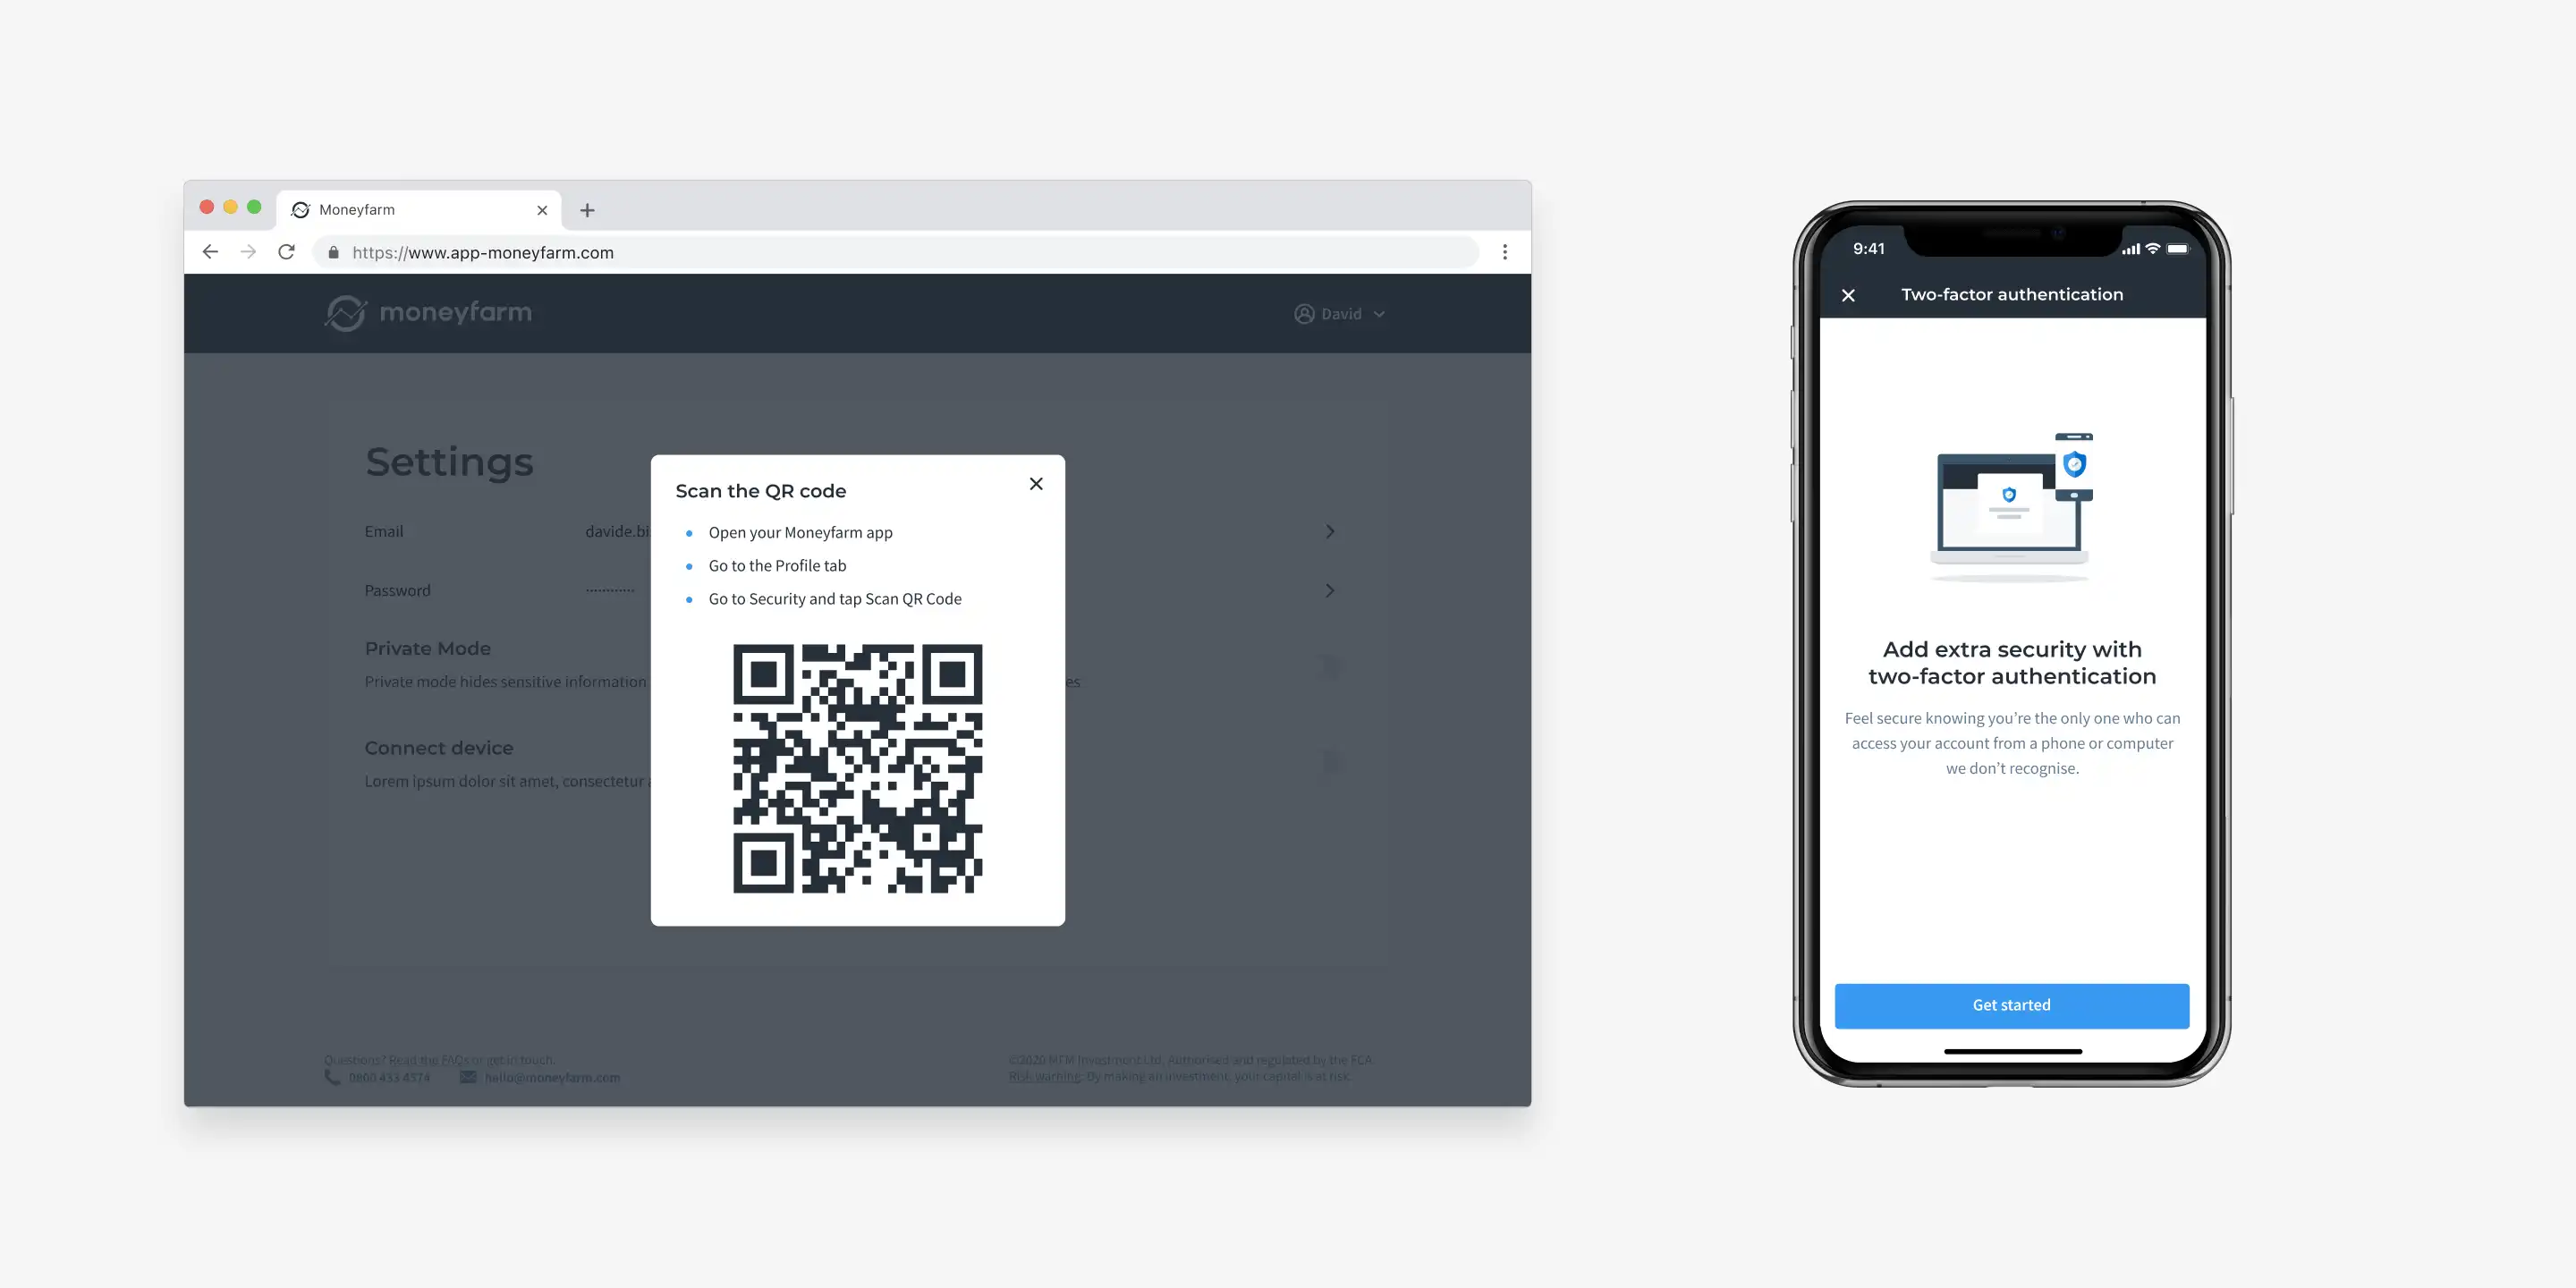 Moneyfarm
https://www.app-moneyfarm.com
moneyfarm
David
Settings
Email
davide.bi
Password
Private Mode
Private mode hides sensitive information
es
Connect device
Lorem ipsum dolor sit amet, consectetur a
Scan the QR code
Open your Moneyfarm app
Go to the Profile tab
Go to Security and tap Scan QR Code
Questions? Read the FAQs or get in touch.
0800 433 4574
hello@moneyfarm.com
©2020 MFM Investment Ltd. Authorised and regulated by the FCA
Risk warning: By making an investment, your capital is at risk.
9:41
Two-factor authentication
Add extra security with
two-factor authentication
Feel secure knowing you’re the only one who can
access your account from a phone or computer
we don’t recognise.
Get started